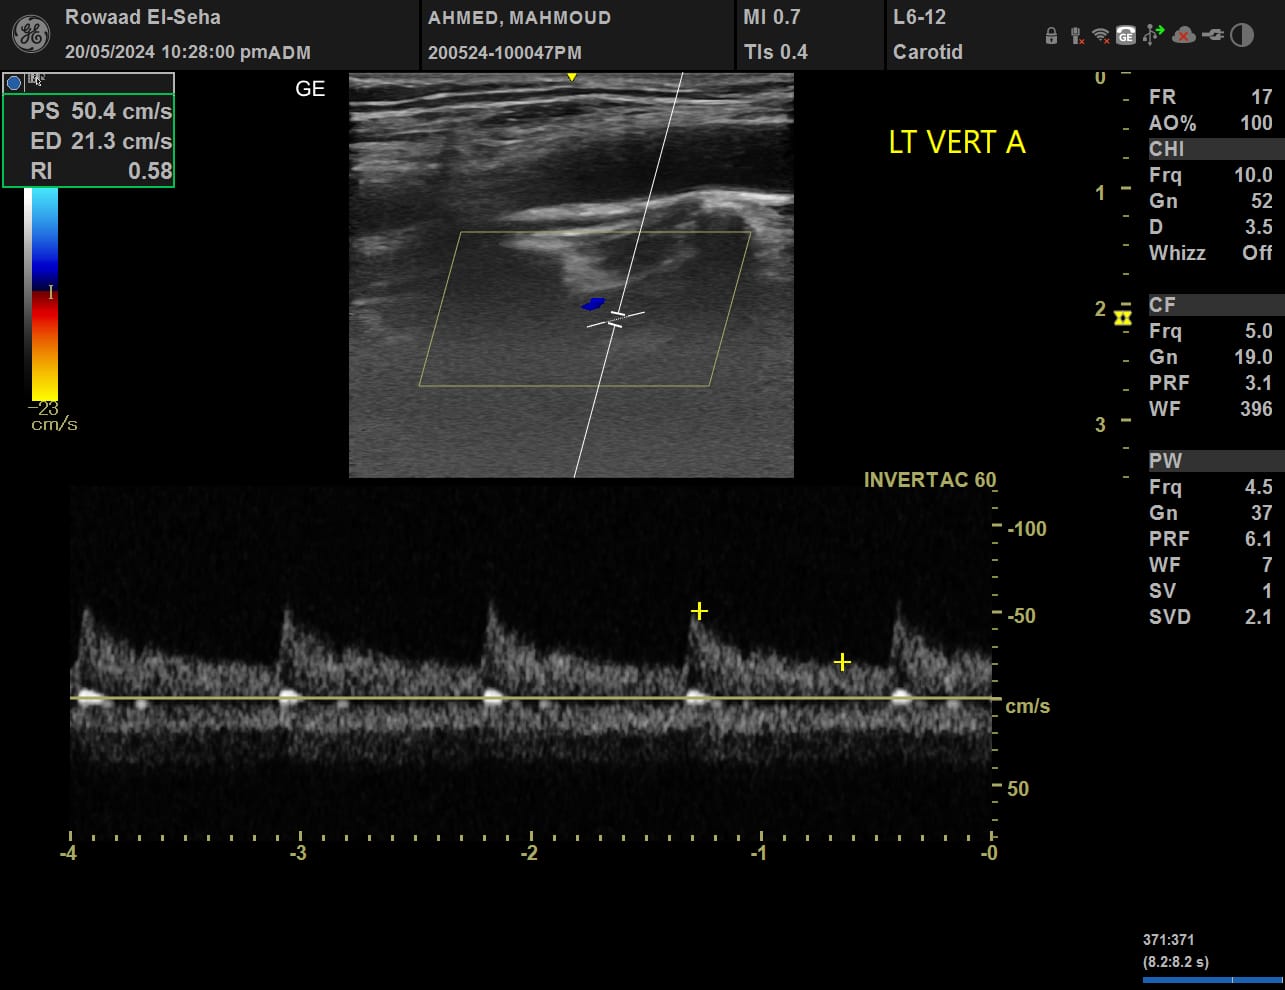 Rowaad El-Seha
20/05/2024 10:28:00 pmADM
AHMED, MAHMOUD
200524-100047PM
MI 0.7
TIs 0.4
L6-12
Carotid
GE
PS 50.4 cm/s
ED 21.3 cm/s
RI 0.58
-23
cm/s
GE
LT VERT A
0
1
2
3
FR 17
AO% 100
CHI
Frq 10.0
Gn 52
D 3.5
Whizz Off
CF
Frq 5.0
Gn 19.0
PRF 3.1
WF 396
PW
Frq 4.5
Gn 37
PRF 6.1
WF 7
SV 1
SVD 2.1
INVERT AC 60
-100
-50
cm/s
50
-4 -3 -2 -1 -0
371:371
(8.2:8.2 s)